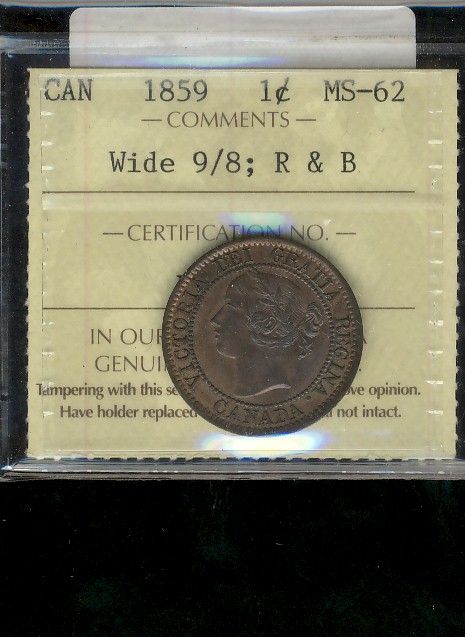 CAN 1859 1¢ MS-62
— COMMENTS —
Wide 9/8; R & B
— CERTIFICATION NO. —
IN OUR
GENUI
Tampering with this se ove opinion.
Have holder replaced not intact.
VICTORIA DEI GRATIA REGINA.
CANADA